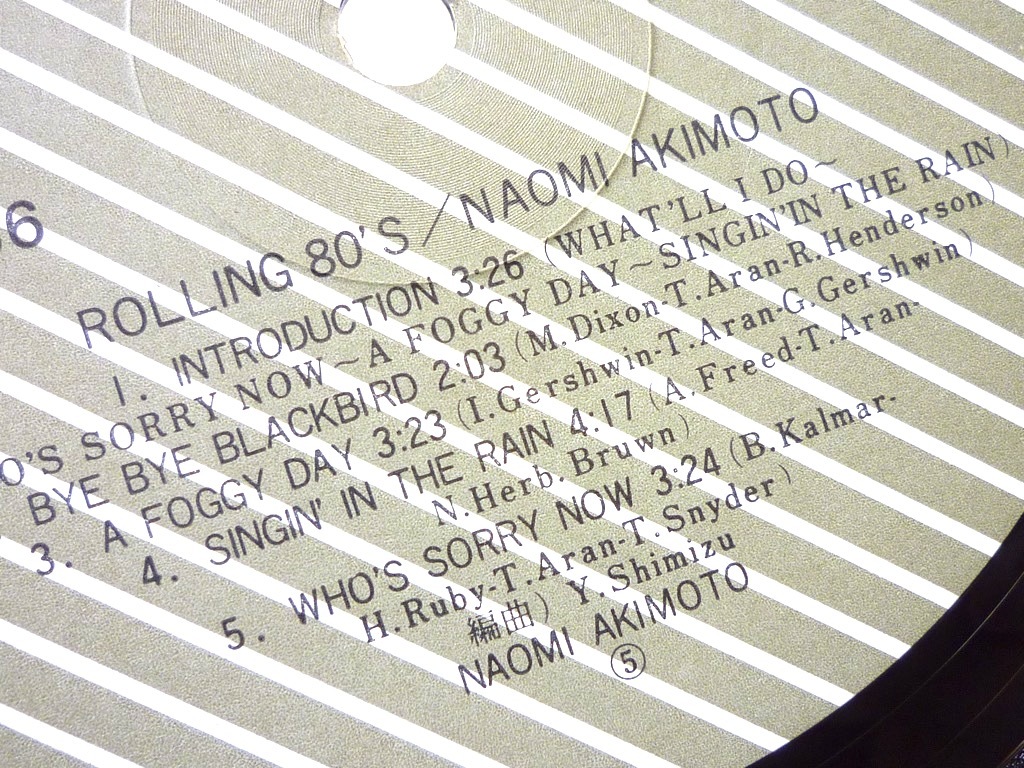 6
ROLLING 80'S / NAOMI AKIMOTO
1. INTRODUCTION 3:26 (WHAT'LL I DO~
O'S SORRY NOW~A FOGGY DAY~SINGIN'IN THE RAIN)
BYE BYE BLACKBIRD 2:03 (M.Dixon-T.Aran-R.Henderson)
3. A FOGGY DAY 3:23 (I.Gershwin-T.Aran-G.Gershwin)
4. SINGIN' IN THE RAIN 4:17 (A.Freed-T.Aran-
N.Herb.Bruwn)
5. WHO'S SORRY NOW 3:24 (B.Kalmar-
H.Ruby-T.Aran-T.Snyder)
編曲) Y.Shimizu
NAOMI AKIMOTO
⑤